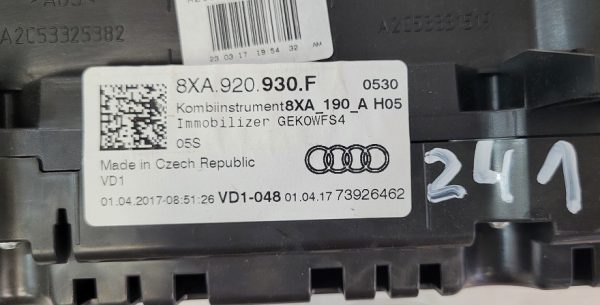 A2C53325382
23 03 17 19 54 32 AM
8XA.920.930.F 0530
Kombiinstrument8XA_190_A H05
Immobilizer GEKOWFS4
05S
Made in Czech Republic
VD1
01.04.2017-08:51:26 VD1-048 01.04.17 73926462
241